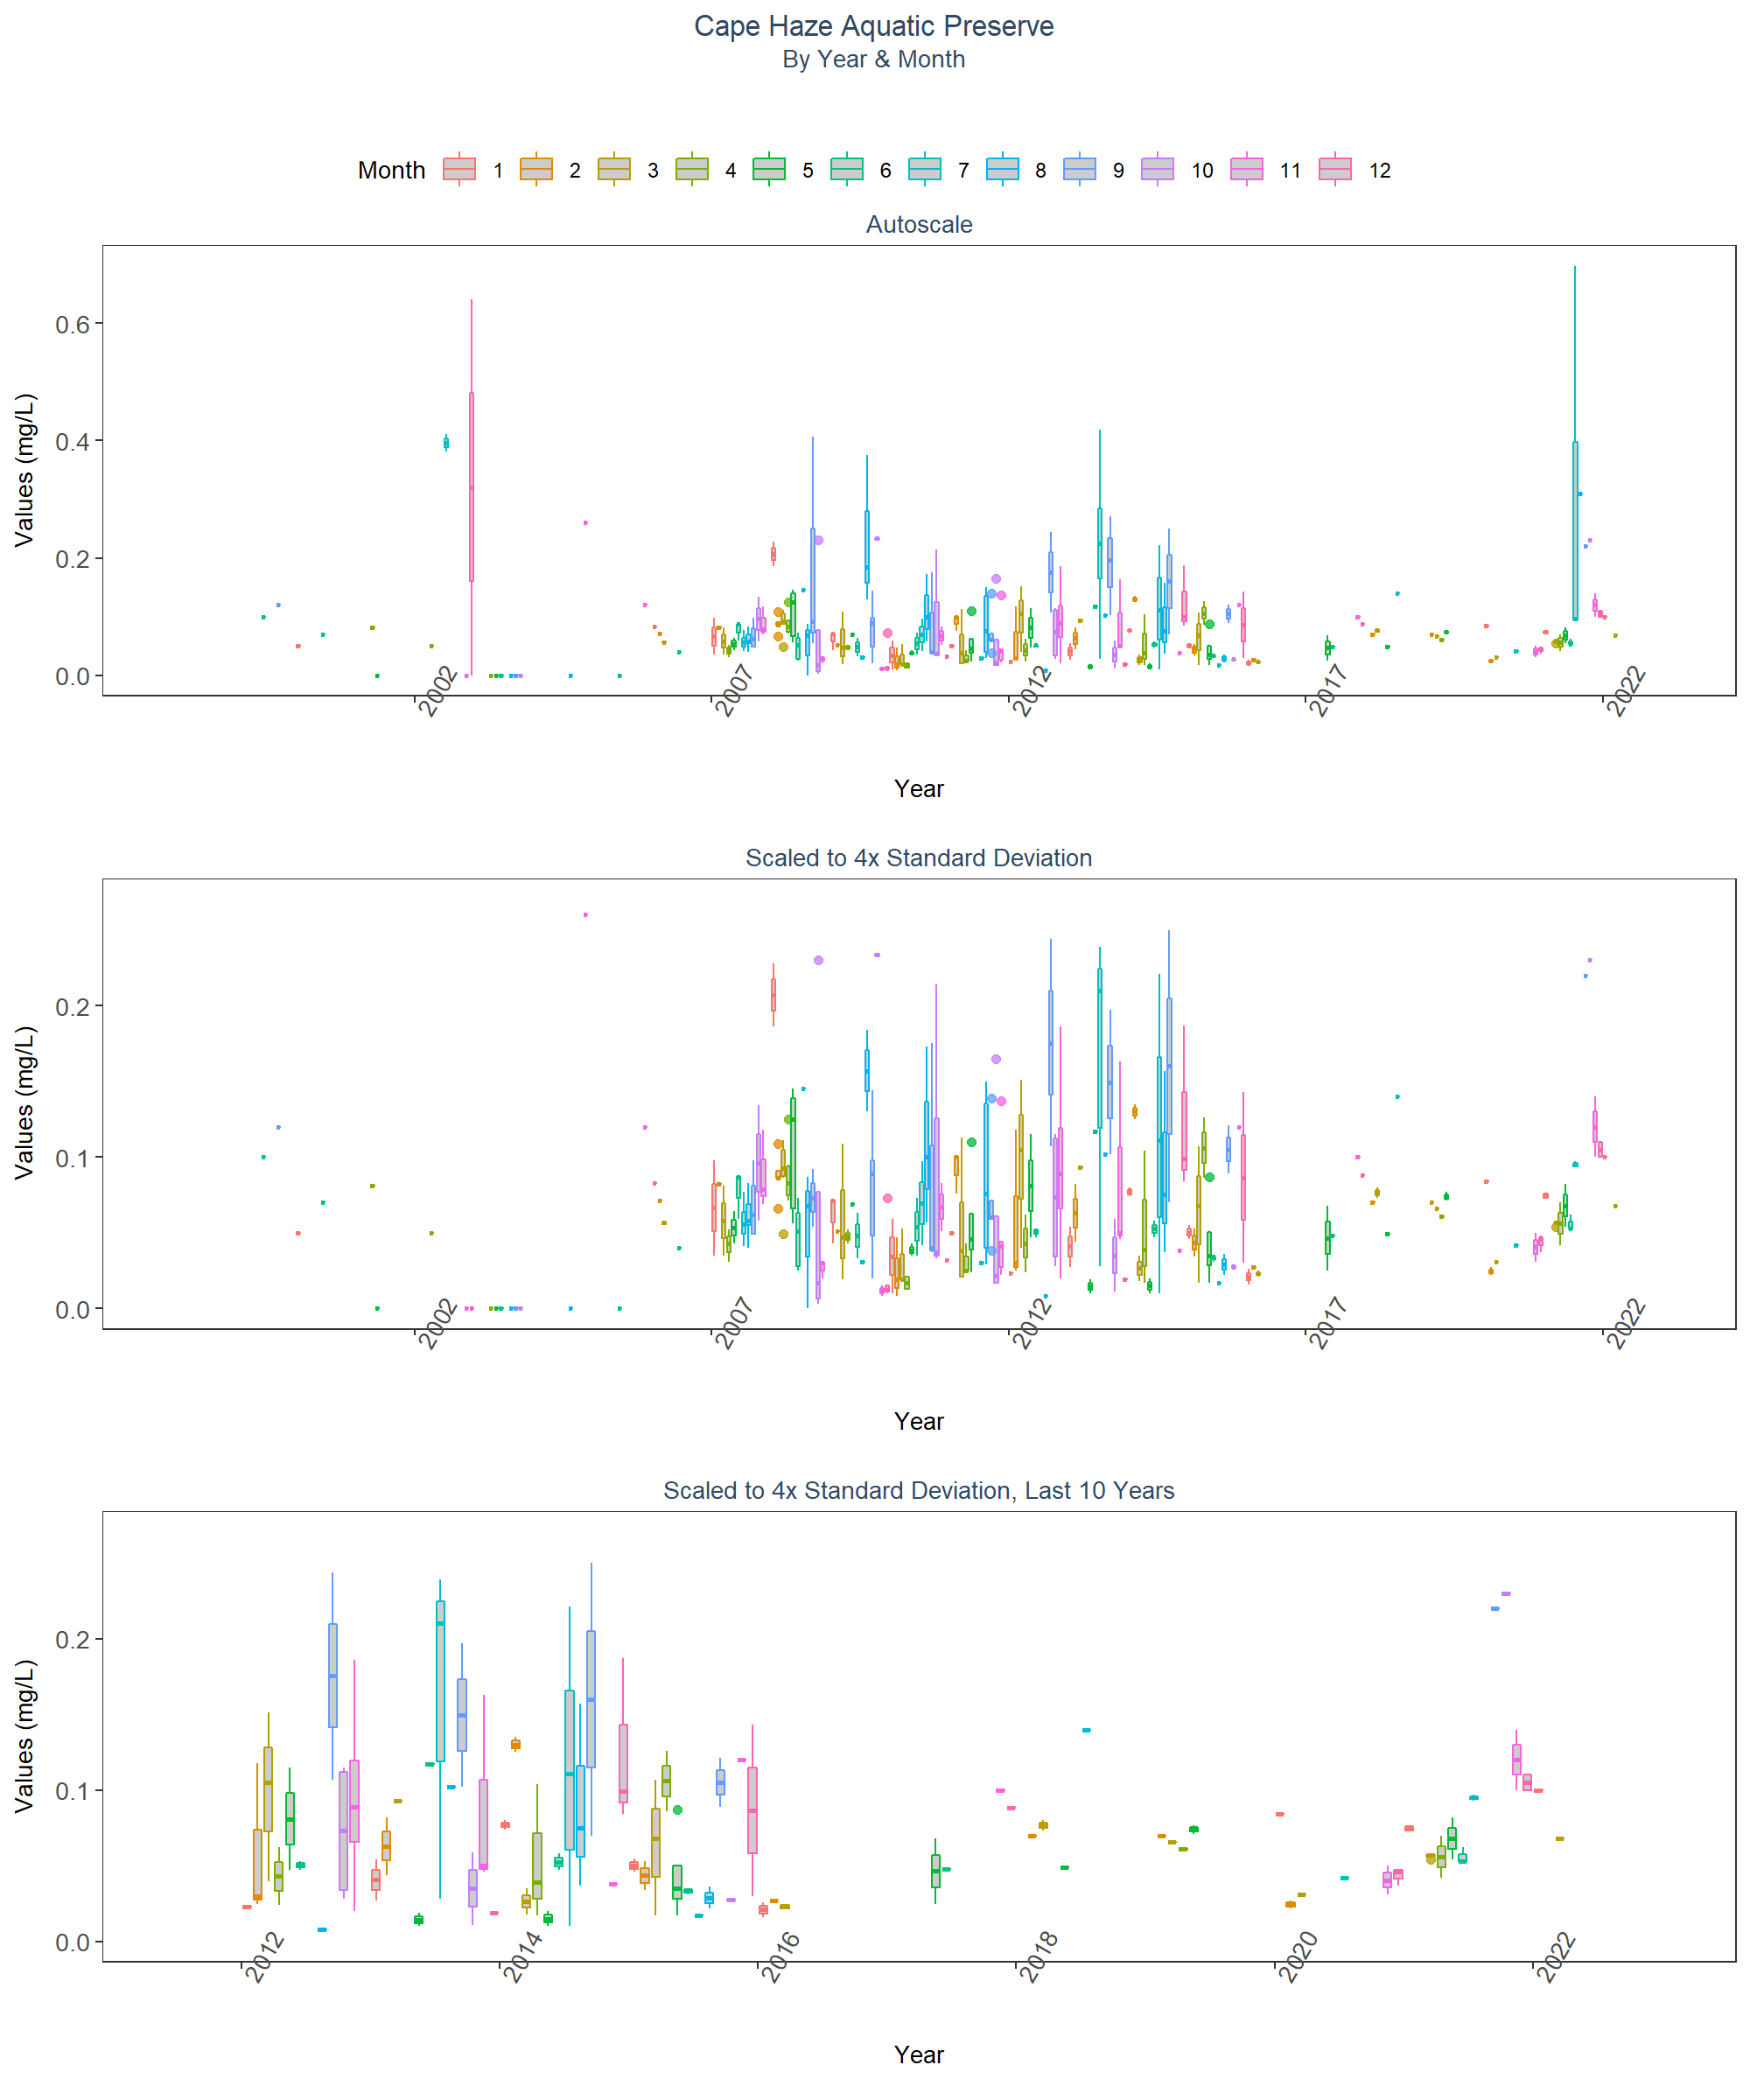 Cape Haze Aquatic Preserve
By Year & Month
Month 1 2 3 4 5 6 7 8 9 10 11 12
Autoscale
Values (mg/L)
0.6
0.4
0.2
0.0
2002 2007 2012 2017 2022
Year
Scaled to 4x Standard Deviation
Values (mg/L)
0.2
0.1
0.0
2002 2007 2012 2017 2022
Year
Scaled to 4x Standard Deviation, Last 10 Years
Values (mg/L)
0.2
0.1
0.0
2012 2014 2016 2018 2020 2022
Year